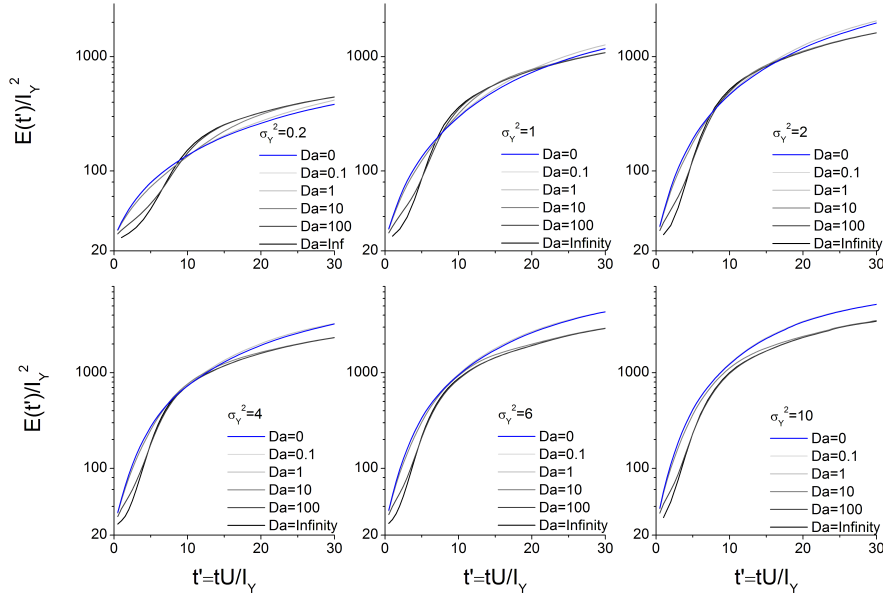 E(t')/I_Y^2
1000
100
20
σ_Y^2=0.2
Da=0
Da=0.1
Da=1
Da=10
Da=100
Da=Inf
0 10 20 30
1000
100
20
σ_Y^2=1
Da=0
Da=0.1
Da=1
Da=10
Da=100
Da=Infinity
0 10 20 30
1000
100
20
σ_Y^2=2
Da=0
Da=0.1
Da=1
Da=10
Da=100
Da=Infinity
0 10 20 30
E(t')/I_Y^2
1000
100
20
σ_Y^2=4
Da=0
Da=0.1
Da=1
Da=10
Da=100
Da=Infinity
0 10 20 30
t'=tU/I_Y
1000
100
20
σ_Y^2=6
Da=0
Da=0.1
Da=1
Da=10
Da=100
Da=Infinity
0 10 20 30
t'=tU/I_Y
1000
100
20
σ_Y^2=10
Da=0
Da=0.1
Da=1
Da=10
Da=100
Da=Infinity
0 10 20 30
t'=tU/I_Y